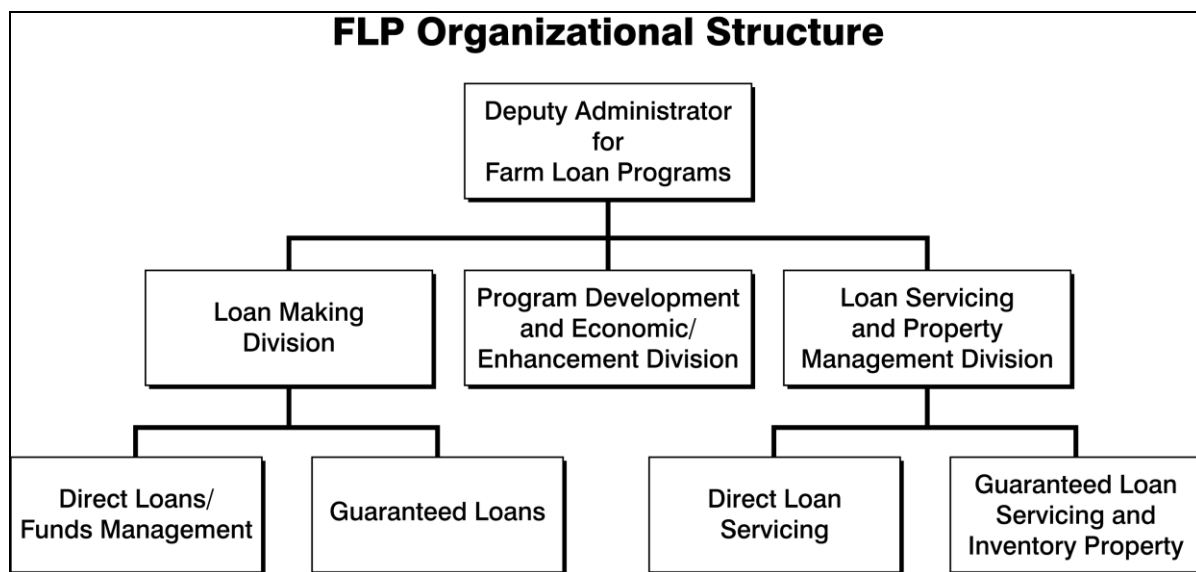 FLP Organizational Structure
Deputy Administrator
for
Farm Loan Programs
Loan Making
Division
Program Development
and Economic/
Enhancement Division
Loan Servicing
and Property
Management Division
Direct Loans/
Funds Management
Guaranteed Loans
Direct Loan
Servicing
Guaranteed Loan
Servicing and
Inventory Property